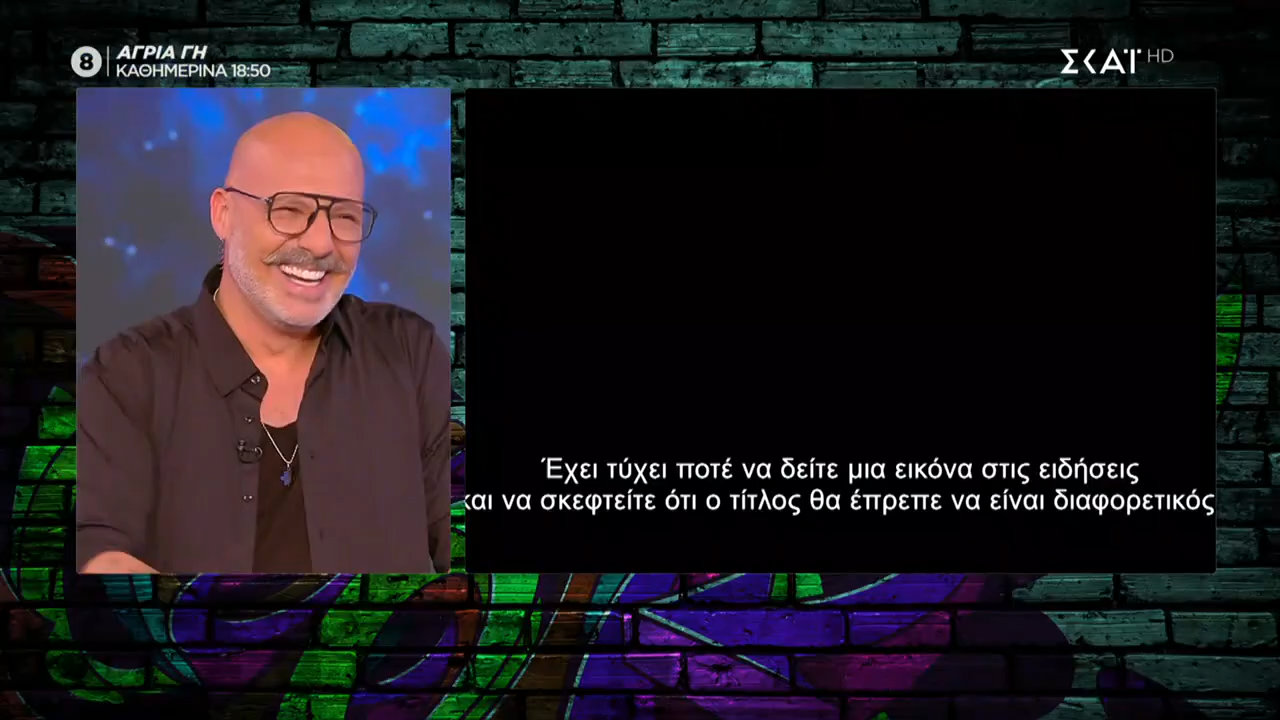 8 ΑΓΡΙΑ ΓΗ
ΚΑΘΗΜΕΡΙΝΑ 18:50
ΣΚΑΪ HD
Έχει τύχει ποτέ να δείτε μια εικόνα στις ειδήσεις
και να σκεφτείτε ότι ο τίτλος θα έπρεπε να είναι διαφορετικός